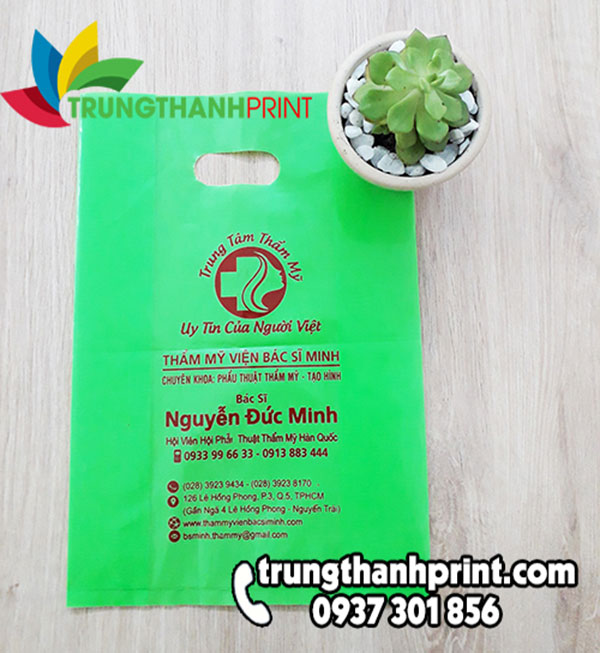 TRUNGTHANHPRINT
Trung Tâm Thẩm Mỹ
Uy Tín Của Người Việt
THẨM MỸ VIỆN BÁC SĨ MINH
CHUYÊN KHOA: PHẪU THUẬT THẨM MỸ - TẠO HÌNH
Bác Sĩ
Nguyễn Đức Minh
Hội Viên Hội Phẫu Thuật Thẩm Mỹ Hàn Quốc
0933 99 66 33 - 0913 883 444
(028) 3923 9434 - (028) 3923 8170
126 Lê Hồng Phong, P.3, Q.5, TPHCM
(Gần Ngã 4 Lê Hồng Phong - Nguyễn Trãi)
www.thammyvienbacsiminh.com
bsminh.thammy@gmail.com
trungthanhprint.com
0937 301 856